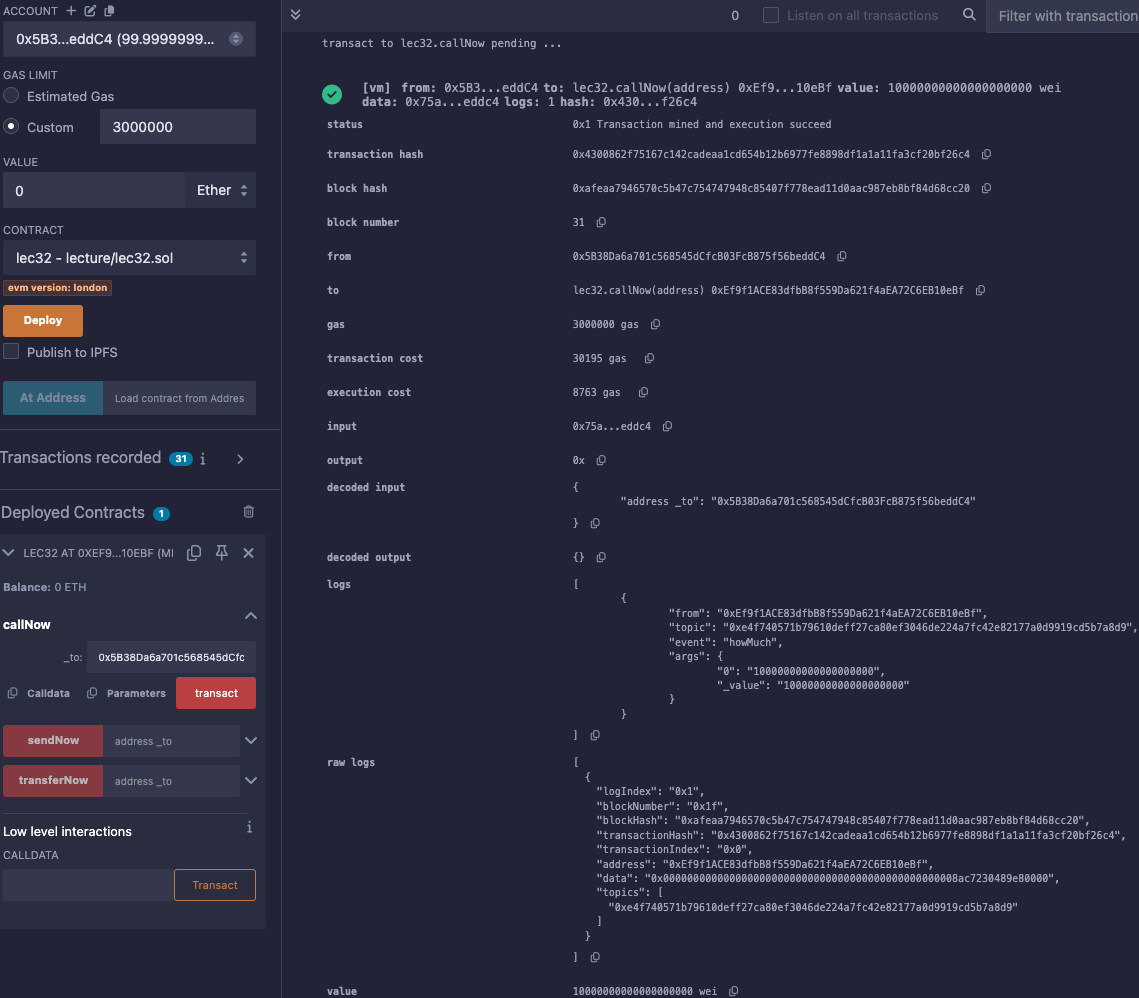 ACCOUNT
0x5B3...eddC4 (99.9999999...
GAS LIMIT
Estimated Gas
Custom
3000000
VALUE
0
Ether
CONTRACT
lec32 - lecture/lec32.sol
evm version: london
Deploy
Publish to IPFS
At Address
Load contract from Addres
Transactions recorded 31 i
Deployed Contracts 1
LEC32 AT 0XEF9...10EBF (MI
Balance: 0 ETH
callNow
_to: 0x5B38Da6a701c568545dCfc
Calldata Parameters transact
sendNow address _to
transferNow address _to
Low level interactions i
CALLDATA
Transact
0 Listen on all transactions Filter with transaction
transact to lec32.callNow pending ...
[vm] from: 0x5B3...eddC4 to: lec32.callNow(address) 0xEf9...10eBf value: 10000000000000000000 wei
data: 0x75a...eddc4 logs: 1 hash: 0x430...f26c4
status 0x1 Transaction mined and execution succeed
transaction hash 0x4300862f75167c142cadeaa1cd654b12b6977fe8898df1a1a11fa3cf20bf26c4
block hash 0xafeaa7946570c5b47c754747948c85407f778ead11d0aac987eb8bf84d68cc20
block number 31
from 0x5B38Da6a701c568545dCfcB03FcB875f56beddC4
to lec32.callNow(address) 0xEf9f1ACE83dfbB8f559Da621f4aEA72C6EB10eBf
gas 3000000 gas
transaction cost 30195 gas
execution cost 8763 gas
input 0x75a...eddc4
output 0x
decoded input {
"address _to": "0x5B38Da6a701c568545dCfcB03FcB875f56beddC4"
}
decoded output {}
logs [
{
"from": "0xEf9f1ACE83dfbB8f559Da621f4aEA72C6EB10eBf",
"topic": "0xe4f740571b79610deff27ca80ef3046de224a7fc42e82177a0d9919cd5b7a8d9",
"event": "howMuch",
"args": {
"0": "10000000000000000000",
"_value": "10000000000000000000"
}
}
]
raw logs [
{
"logIndex": "0x1",
"blockNumber": "0x1f",
"blockHash": "0xafeaa7946570c5b47c754747948c85407f778ead11d0aac987eb8bf84d68cc20",
"transactionHash": "0x4300862f75167c142cadeaa1cd654b12b6977fe8898df1a1a11fa3cf20bf26c4",
"transactionIndex": "0x0",
"address": "0xEf9f1ACE83dfbB8f559Da621f4aEA72C6EB10eBf",
"data": "0x0000000000000000000000000000000000000000000000008ac7230489e80000",
"topics": [
"0xe4f740571b79610deff27ca80ef3046de224a7fc42e82177a0d9919cd5b7a8d9"
]
}
]
value 10000000000000000000 wei